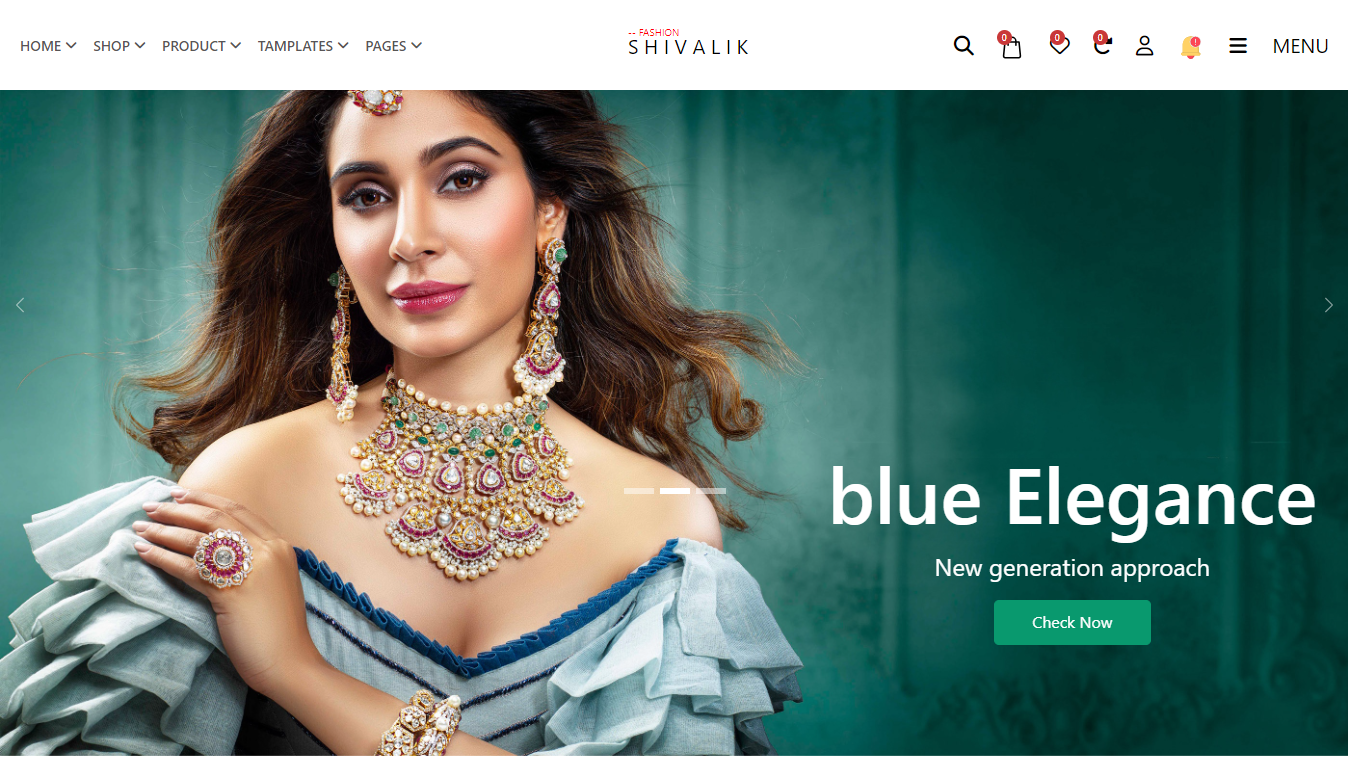 HOME SHOP PRODUCT TAMPLATES PAGES
-- FASHION
SHIVALIK
0 0 0 ! MENU
blue Elegance
New generation approach
Check Now